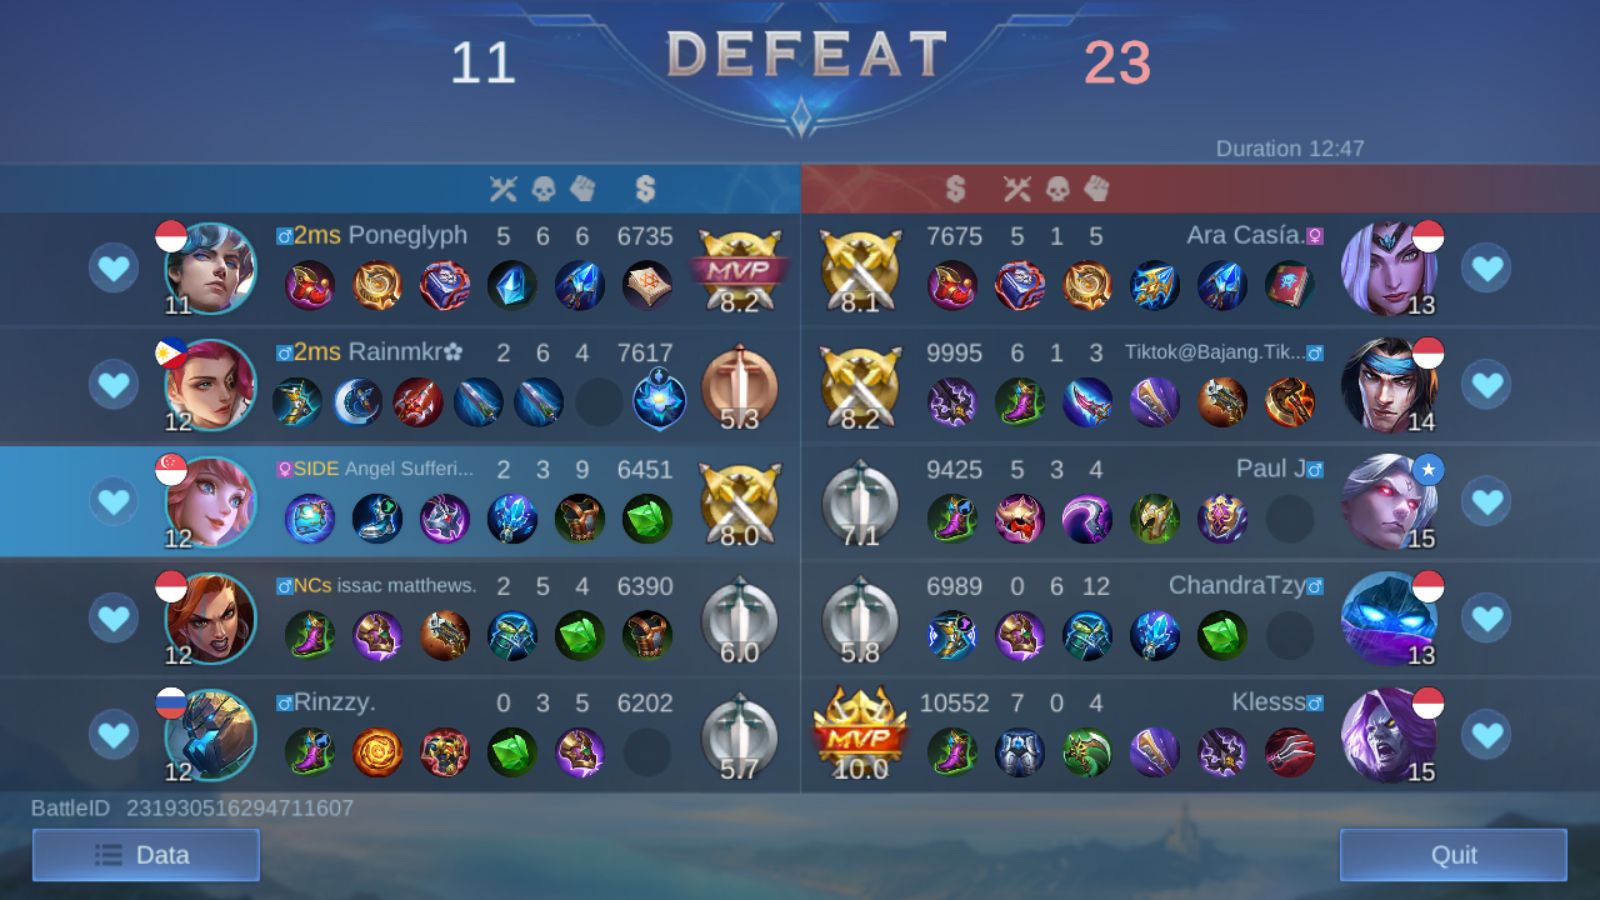 11 DEFEAT 23
Duration 12:47
2ms Poneglyph 5 6 6 6735
11
MVP
8.2
2ms Rainmkr✿ 2 6 4 7617
12
5.3
SIDE Angel Sufferi... 2 3 9 6451
12
8.0
NCs issac matthews. 2 5 4 6390
12
6.0
Rinzzy. 0 3 5 6202
12
5.7
7675 5 1 5 Ara Casía.
8.1
13
9995 6 1 3 Tiktok@Bajang.Tik...
8.2
14
9425 5 3 4 Paul J
7.1
15
6989 0 6 12 ChandraTzy
5.8
13
10552 7 0 4 Klesss
MVP
10.0
15
BattleID 231930516294711607
Data
Quit